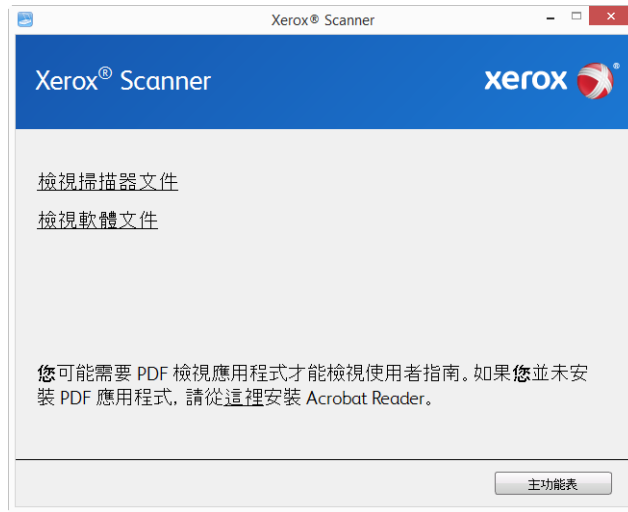 Xerox® Scanner
Xerox® Scanner
xerox®
檢視掃描器文件
檢視軟體文件
您可能需要 PDF 檢視應用程式才能檢視使用者指南。如果您並未安
裝 PDF 應用程式, 請從這裡安裝 Acrobat Reader。
主功能表